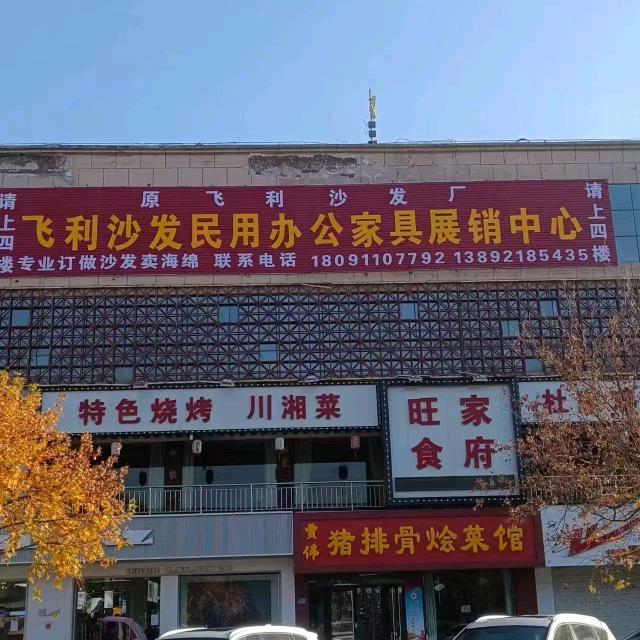 原飞利沙发厂
请上四楼
飞利沙发民用办公家具展销中心
请上四楼
专业订做沙发卖海绵 联系电话 18091107792 13892185435
特色烧烤 川湘菜
旺家
食府
杜
贾佛
猪排骨烩菜馆